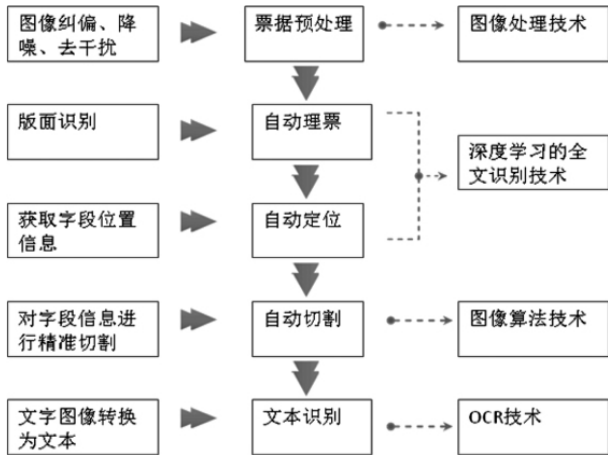 图像纠偏、降
噪、去干扰
票据预处理
图像处理技术
版面识别
自动理票
深度学习的全
文识别技术
获取字段位置
信息
自动定位
对字段信息进
行精准切割
自动切割
图像算法技术
文字图像转换
为文本
文本识别
OCR技术